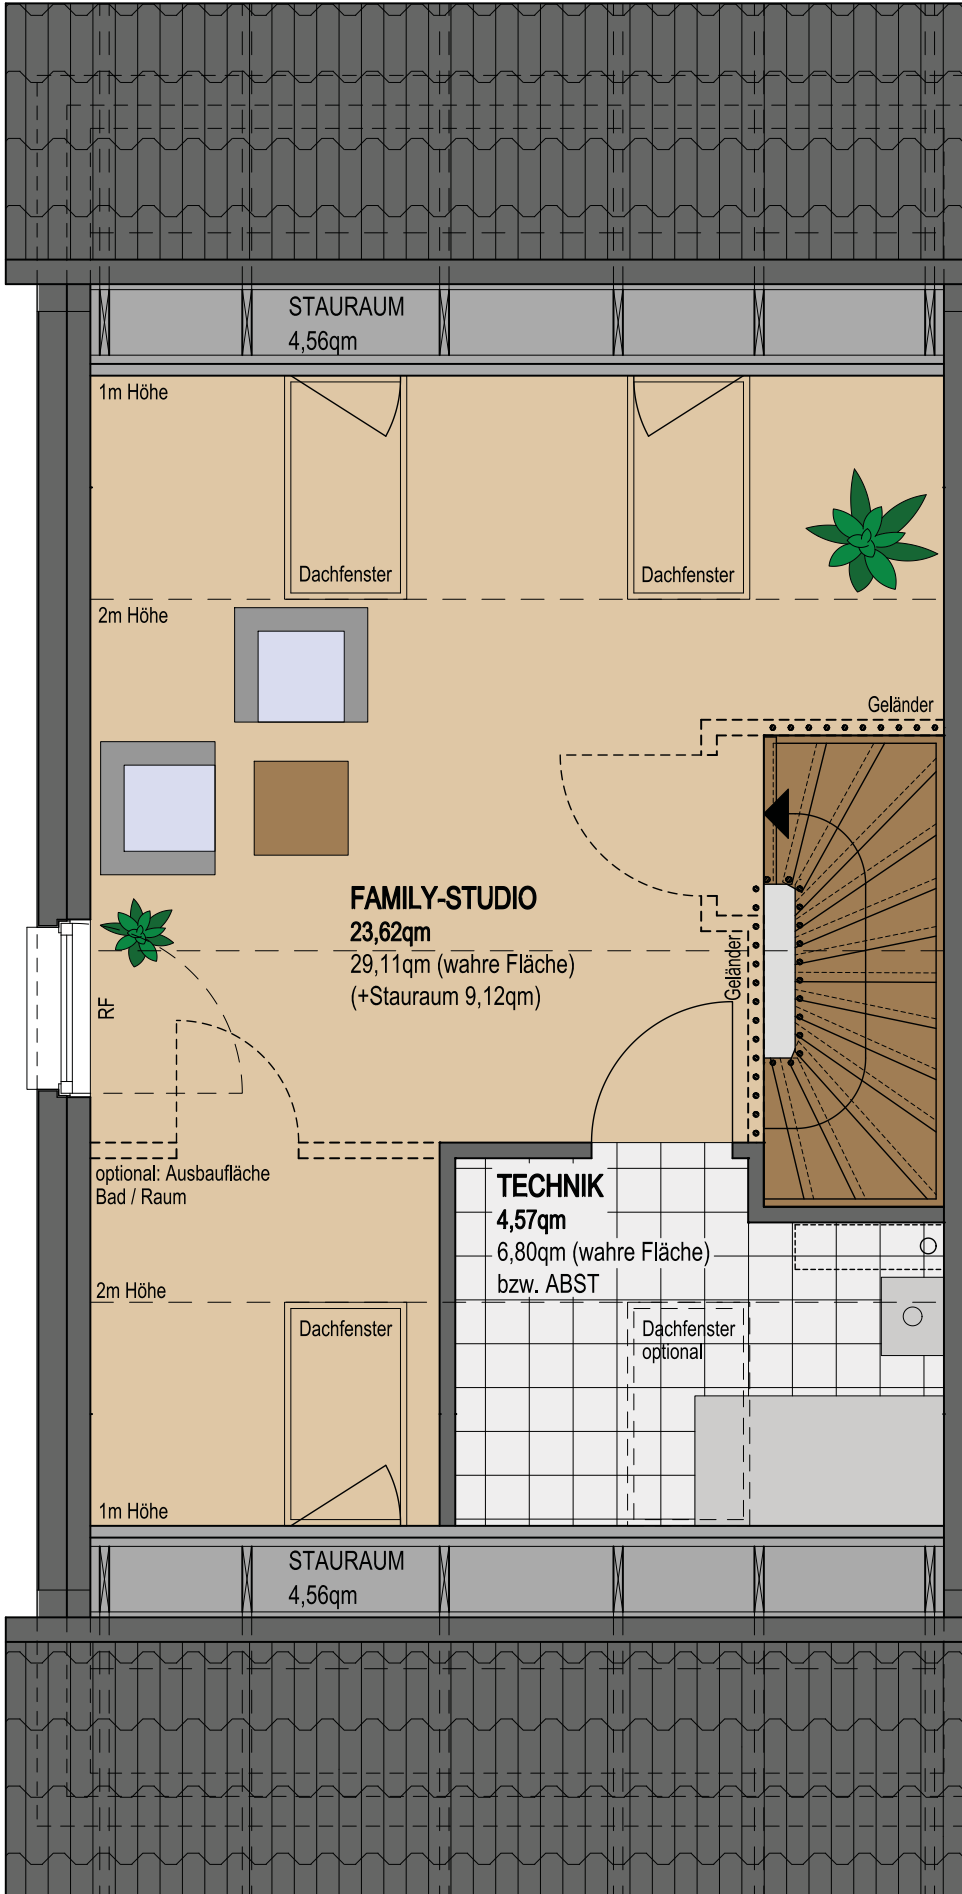 STAURAUM
4,56qm
1m Höhe
Dachfenster
Dachfenster
2m Höhe
Geländer
FAMILY-STUDIO
23,62qm
29,11qm (wahre Fläche)
(+Stauraum 9,12qm)
Geländer
RF
optional: Ausbaufläche
Bad / Raum
TECHNIK
4,57qm
6,80qm (wahre Fläche)
bzw. ABST
2m Höhe
Dachfenster
Dachfenster
optional
1m Höhe
STAURAUM
4,56qm